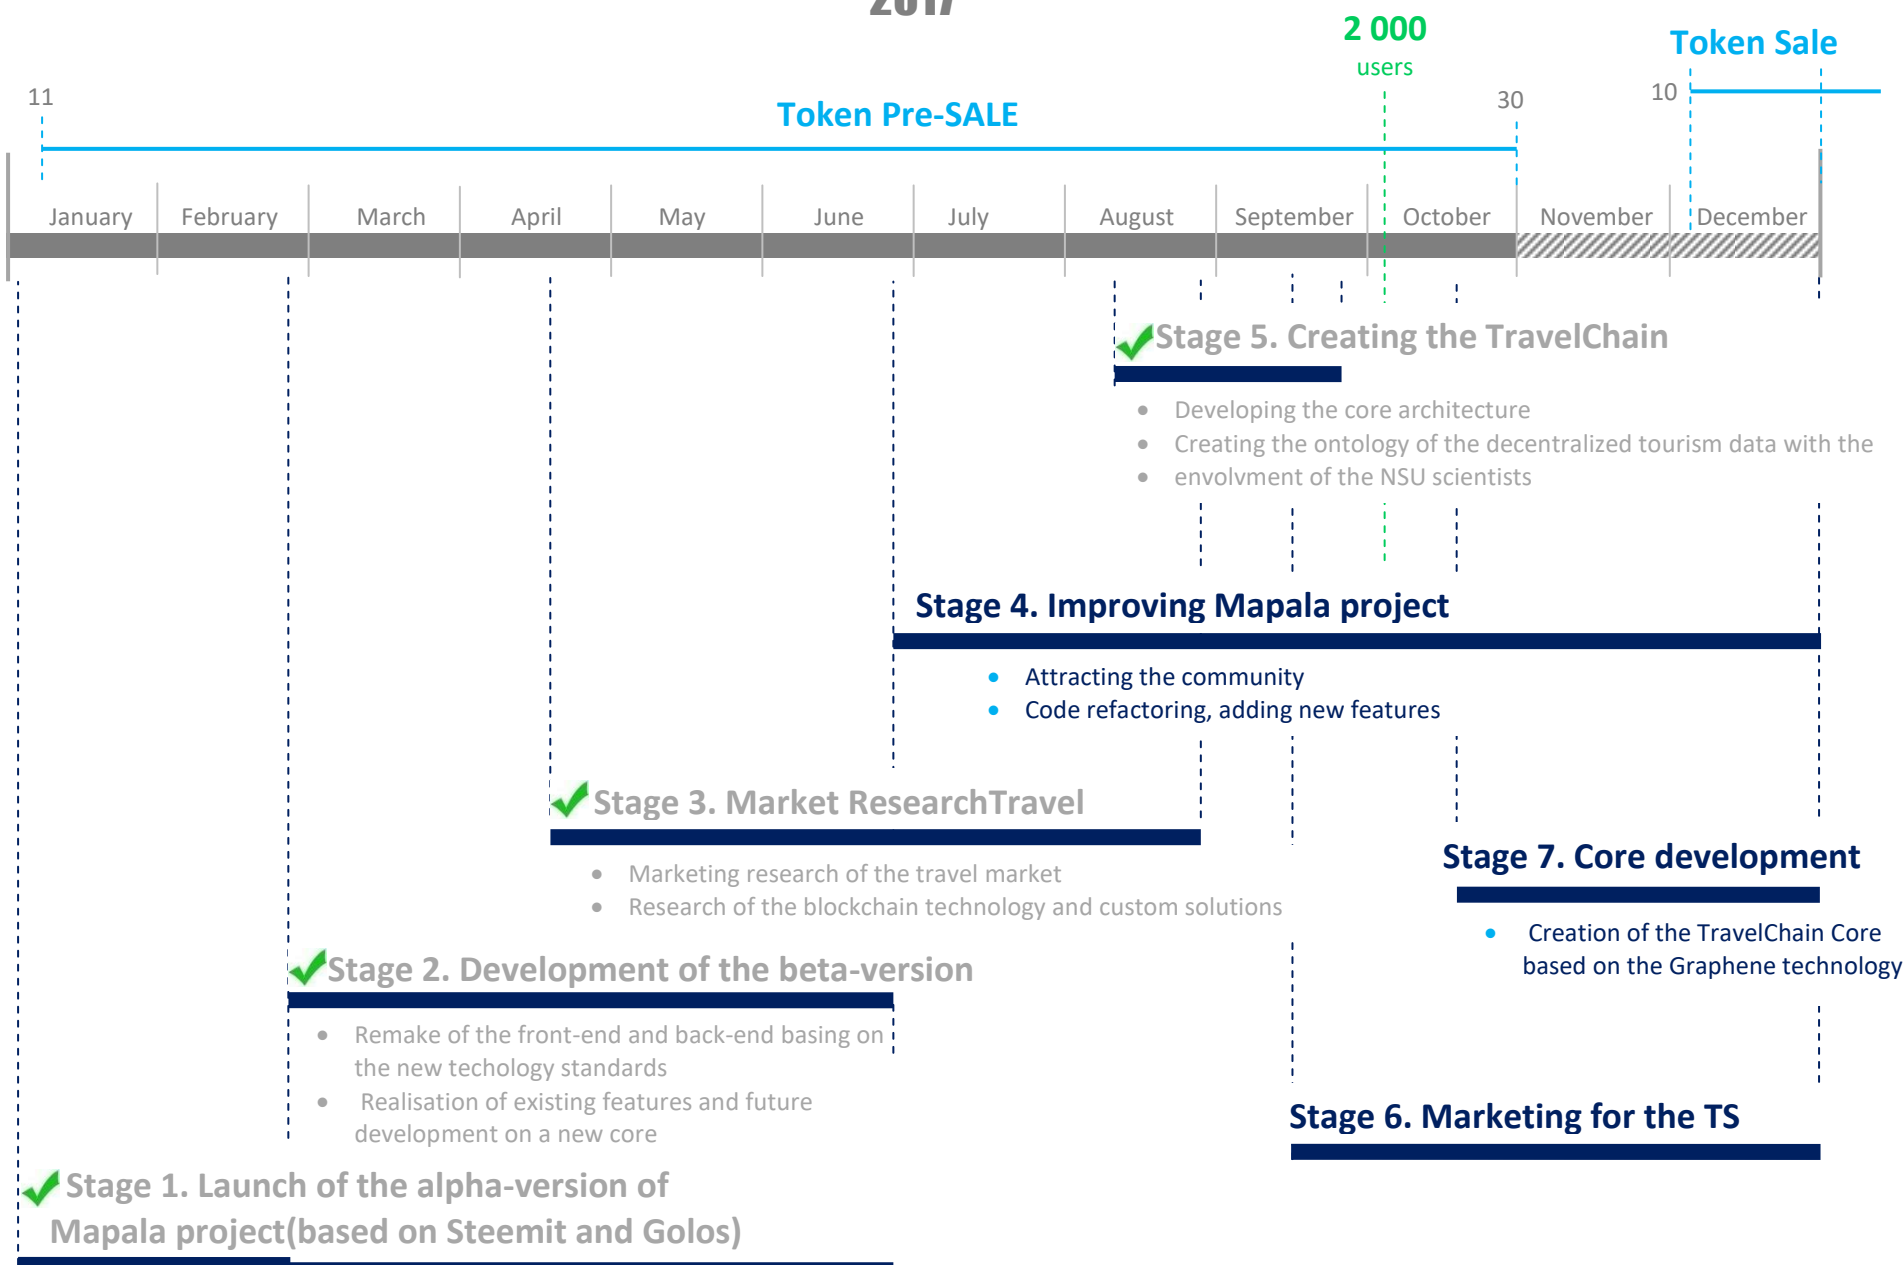 2017
2 000
users
Token Sale
11
Token Pre-SALE
30
10
January
February
March
April
May
June
July
August
September
October
November
December
Stage 5. Creating the TravelChain
• Developing the core architecture
• Creating the ontology of the decentralized tourism data with the
• envolvment of the NSU scientists
Stage 4. Improving Mapala project
• Attracting the community
• Code refactoring, adding new features
Stage 3. Market ResearchTravel
• Marketing research of the travel market
• Research of the blockchain technology and custom solutions
Stage 7. Core development
• Creation of the TravelChain Core
based on the Graphene technology
Stage 2. Development of the beta-version
• Remake of the front-end and back-end basing on
the new techology standards
• Realisation of existing features and future
development on a new core
Stage 6. Marketing for the TS
Stage 1. Launch of the alpha-version of
Mapala project(based on Steemit and Golos)